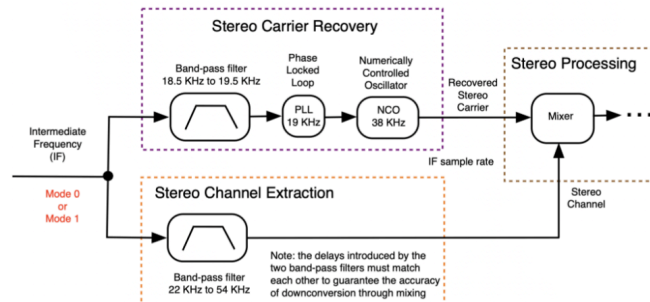 Stereo Carrier Recovery
Band-pass filter
18.5 KHz to 19.5 KHz
Phase
Locked
Loop
Numerically
Controlled
Oscillator
PLL
19 KHz
NCO
38 KHz
Recovered
Stereo
Carrier
Stereo Processing
Mixer
...
Intermediate
Frequency
(IF)
Mode 0
or
Mode 1
IF sample rate
Stereo
Channel
Stereo Channel Extraction
Band-pass filter
22 KHz to 54 KHz
Note: the delays introduced by the
two band-pass filters must match
each other to guarantee the accuracy
of downconversion through mixing